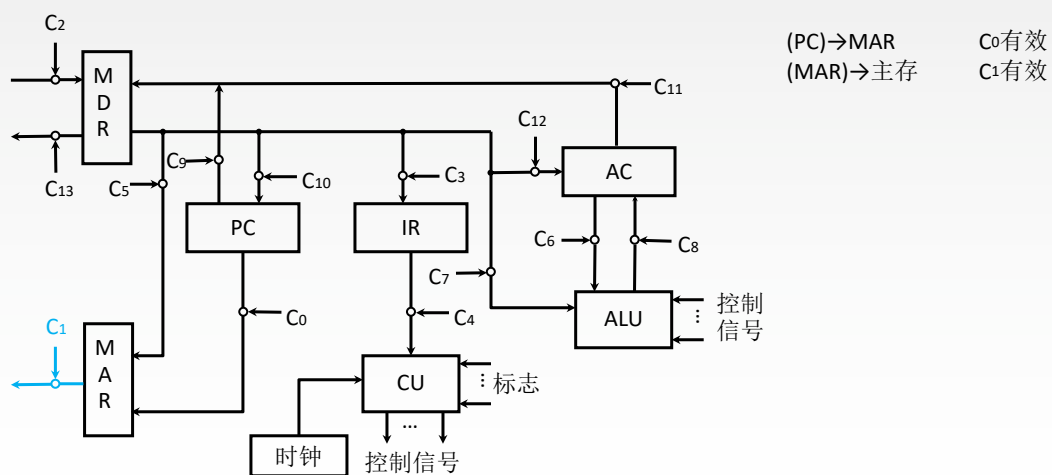 (PC)→MAR C0有效
(MAR)→主存 C1有效
C2
MDR
C11
C12
C13
C5
C9
C10
C3
AC
PC
IR
C6
C8
C7
C0
C4
ALU
控制
信号
...
C1
MAR
CU
...
标志
...
时钟
控制信号